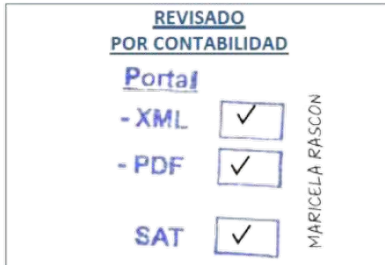 REVISADO
POR CONTABILIDAD
Portal
- XML ✓
- PDF ✓
SAT ✓
MARICELA RASCON